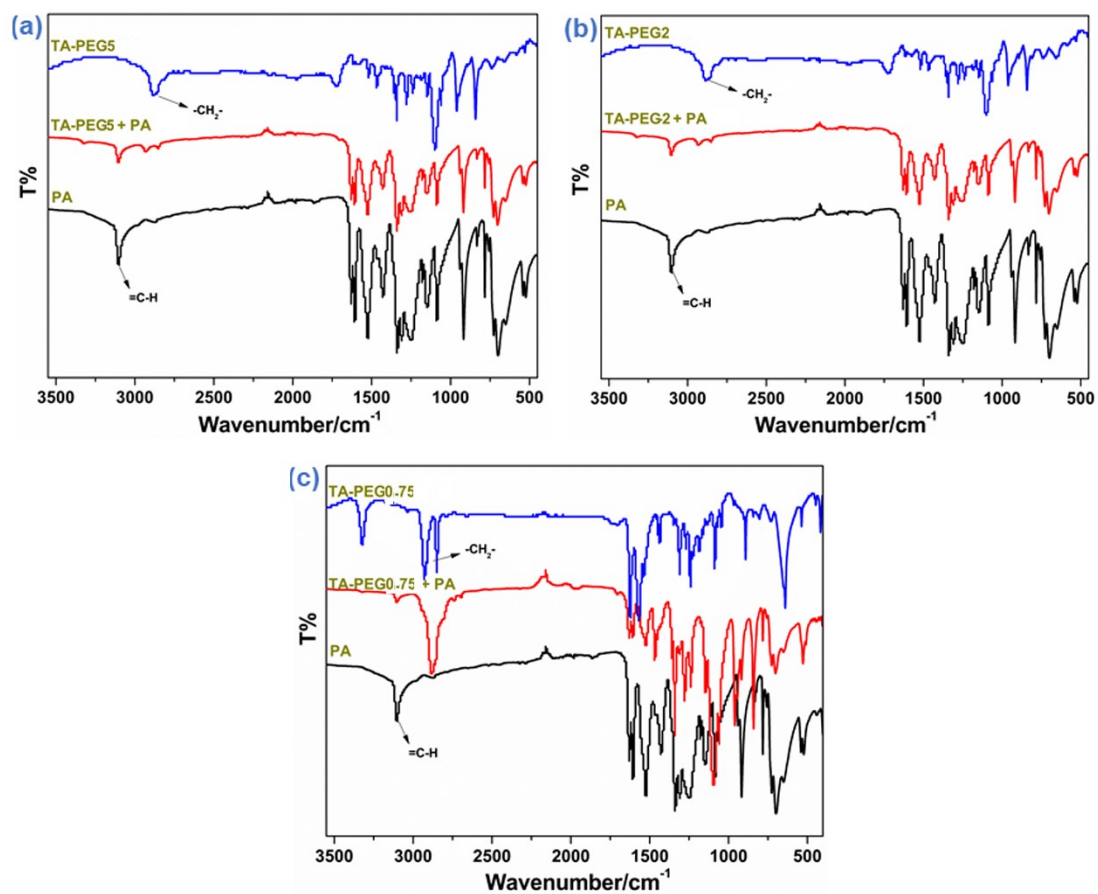 (a)
TA-PEG5
-CH2-
TA-PEG5 + PA
PA
=C-H
T%
3500 3000 2500 2000 1500 1000 500
Wavenumber/cm-1
(b)
TA-PEG2
-CH2-
TA-PEG2 + PA
PA
=C-H
T%
3500 3000 2500 2000 1500 1000 500
Wavenumber/cm-1
(c)
TA-PEG0.75
-CH2-
TA-PEG0.75 + PA
PA
=C-H
T%
3500 3000 2500 2000 1500 1000 500
Wavenumber/cm-1